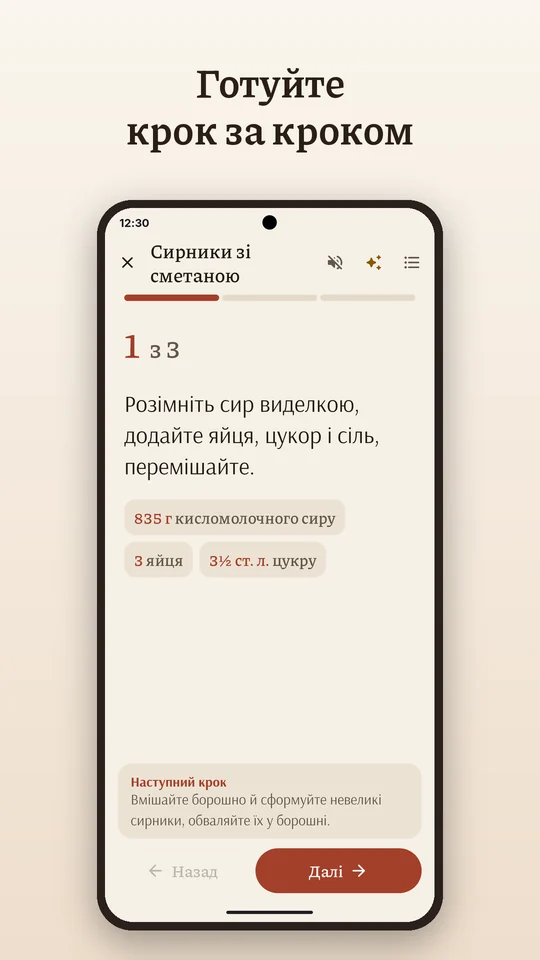 Готуйте
крок за кроком
12:30
Сирники зі
сметаною
1 з 3
Розімніть сир виделкою,
додайте яйця, цукор і сіль,
перемішайте.
835 г кисломолочного сиру
3 яйця 3½ ст. л. цукру
Наступний крок
Вмішайте борошно й сформуйте невеликі
сирники, обваляйте їх у борошні.
Назад Далі